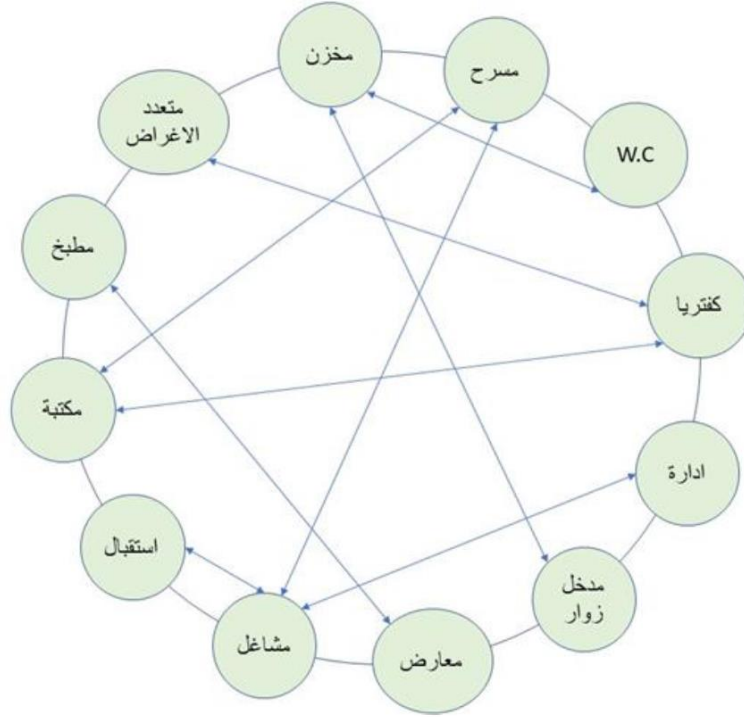 مخزن
مسرح
متعدد
الاغراض
W.C
مطبخ
كفتريا
مكتبة
ادارة
استقبال
مدخل
زوار
مشاغل
معارض